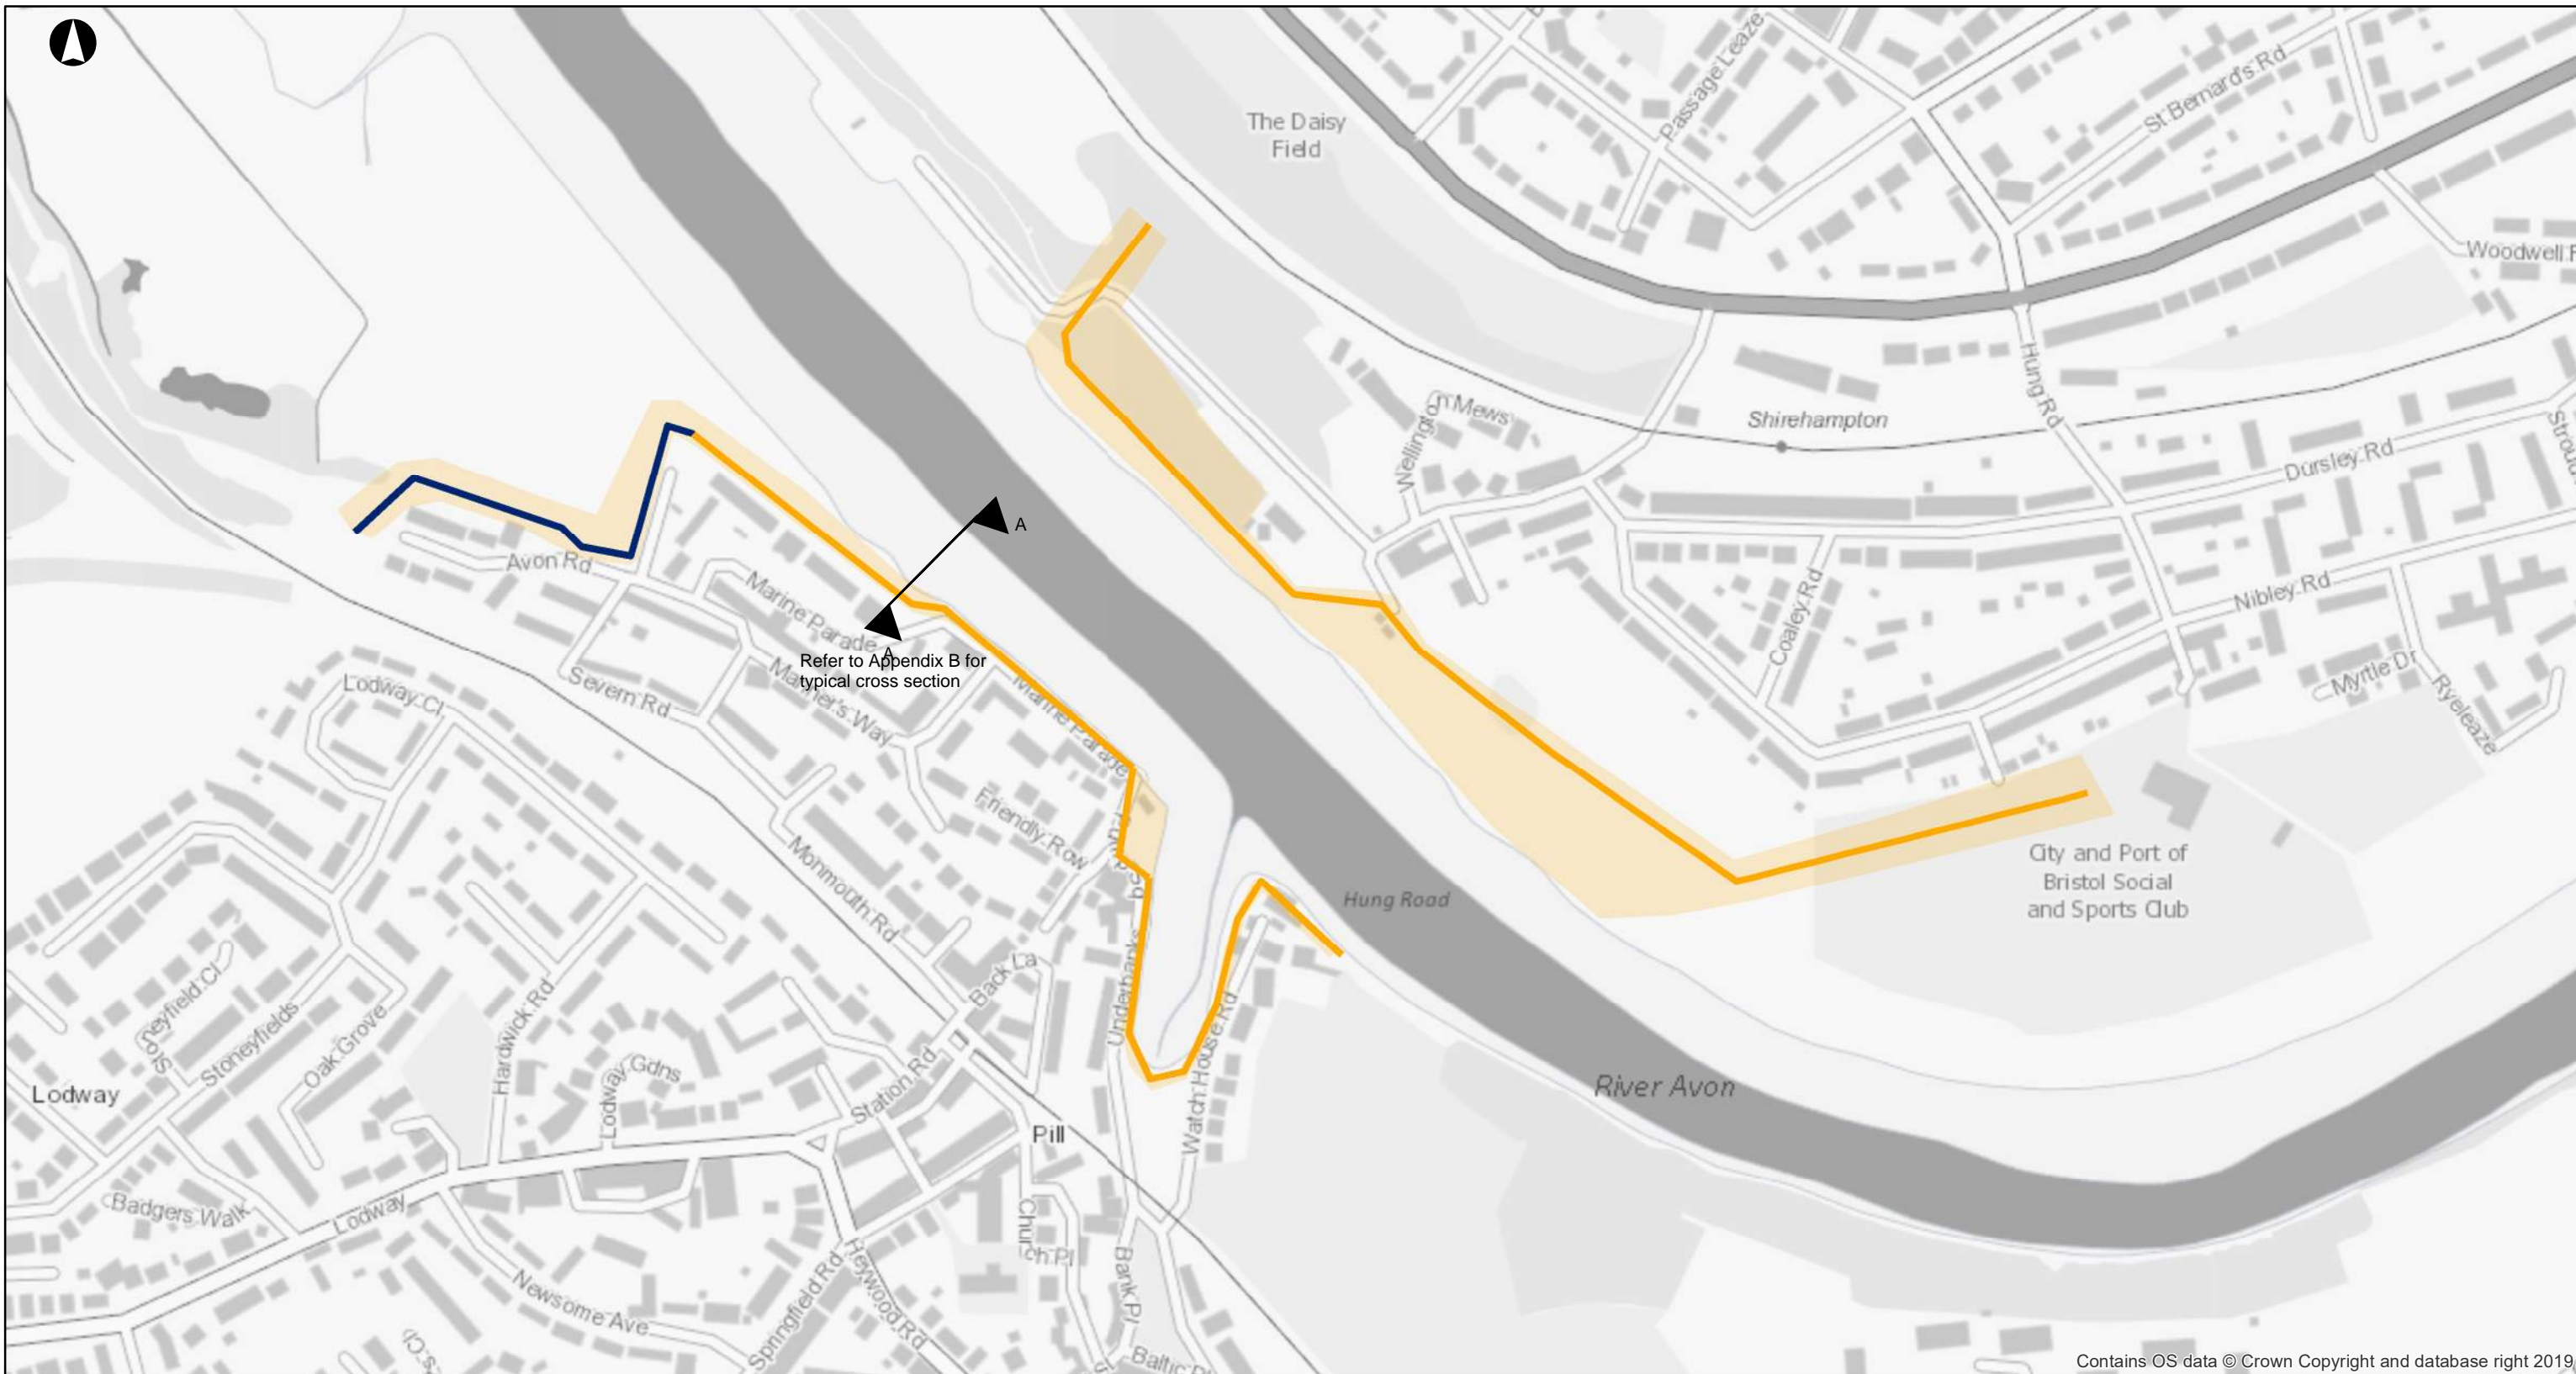 Passage Leaze
St Bernard's Rd
The Daisy
Field
Hung Rd
Wellington Mews
Shirehampton
Dursley Rd
Avon Rd
A
Marine Parade
Coaley Rd
Nibley Rd
A
Refer to Appendix B for
typical cross section
Myrtle Dr
Ryeleaze
Severn Rd
Lodway Cl
Mariner's Way
Marine Parade
Friendly Row
Monmouth Rd
City and Port of
Bristol Social
and Sports Club
Hung Road
Back La
Underbanks
Watch House Rd
Stoneyfield Cl
Stoneyfields
Oak Grove
Hardwick Rd
Lodway Gdns
Station Rd
Lodway
River Avon
Pill
Badgers Walk
Lodway
Church Pl
Bank Pl
Newsome Ave
Springfield Rd
Heywood Rd
Contains OS data © Crown Copyright and database right 2019